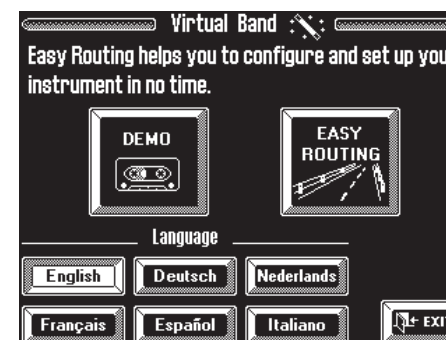 Virtual Band
Easy Routing helps you to configure and set up you
instrument in no time.
DEMO
EASY
ROUTING
Language
English Deutsch Nederlands
Français Español Italiano
EXI